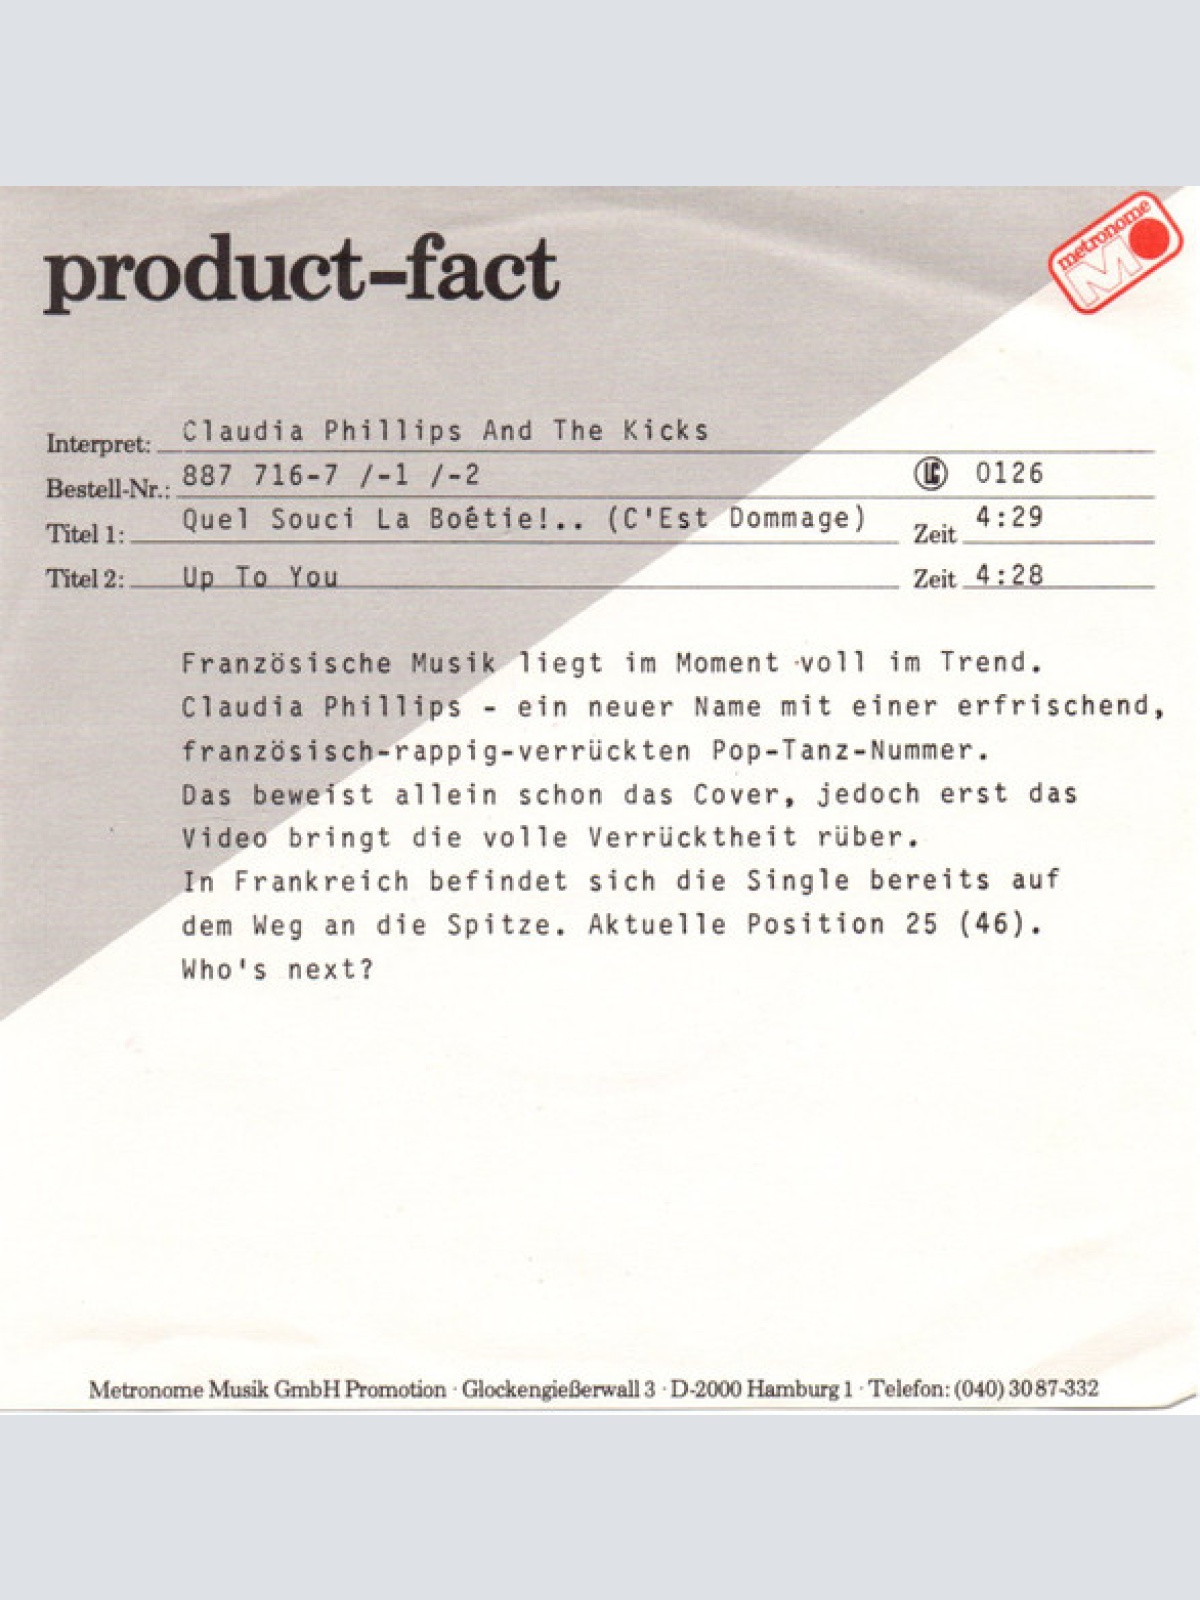 product-fact
metronome
M
Interpret: Claudia Phillips And The Kicks
Bestell-Nr.: 887 716-7 /-1 /-2 LC 0126
Titel 1: Quel Souci La Boétie!.. (C'Est Dommage) Zeit 4:29
Titel 2: Up To You Zeit 4:28
Französische Musik liegt im Moment voll im Trend.
Claudia Phillips - ein neuer Name mit einer erfrischend,
französisch-rappig-verrückten Pop-Tanz-Nummer.
Das beweist allein schon das Cover, jedoch erst das
Video bringt die volle Verrücktheit rüber.
In Frankreich befindet sich die Single bereits auf
dem Weg an die Spitze. Aktuelle Position 25 (46).
Who's next?
Metronome Musik GmbH Promotion · Glockengießerwall 3 · D-2000 Hamburg 1 · Telefon: (040) 30 87-332